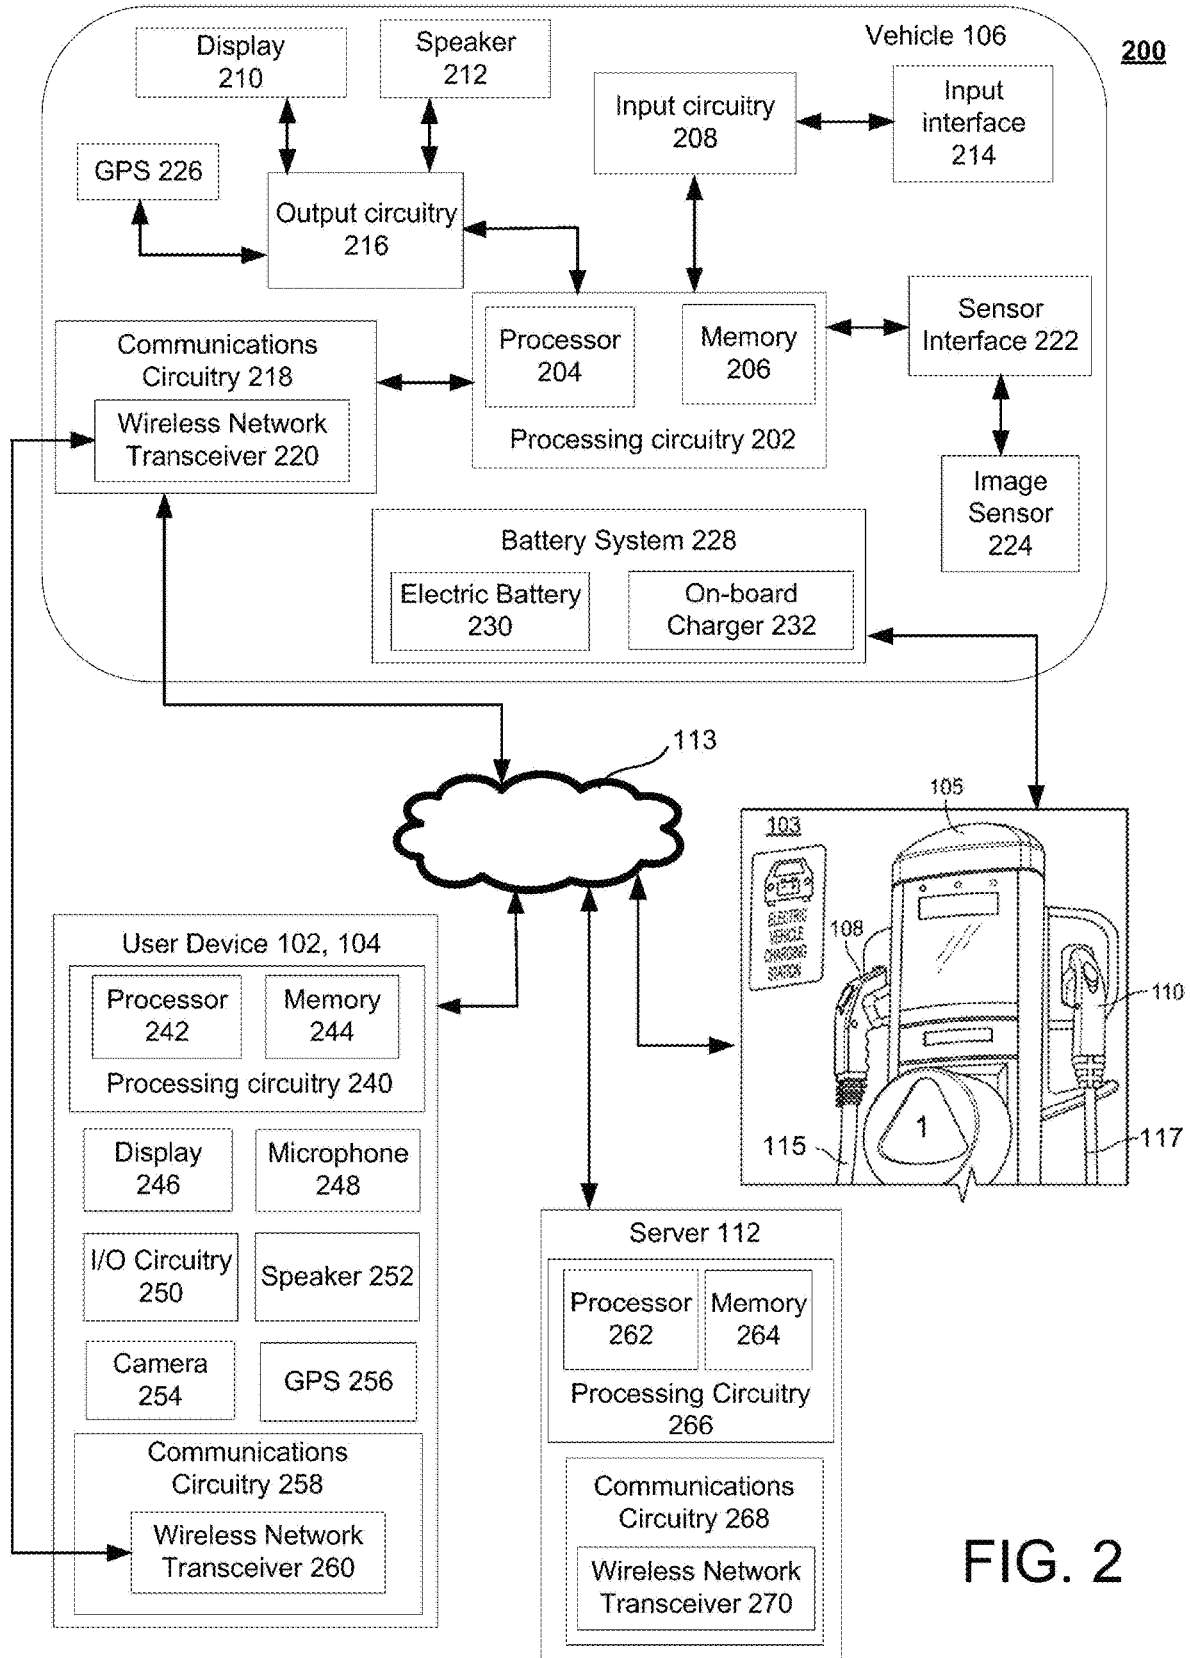 Vehicle 106
200
Display
210
Speaker
212
Input circuitry
208
Input
interface
214
GPS 226
Output circuitry
216
Sensor
Interface 222
Processor
204
Memory
206
Processing circuitry 202
Communications
Circuitry 218
Wireless Network
Transceiver 220
Image
Sensor
224
Battery System 228
Electric Battery
230
On-board
Charger 232
113
103
105
ELECTRIC
VEHICLE
CHARGING
STATION
108
110
1
115
117
User Device 102, 104
Processor
242
Memory
244
Processing circuitry 240
Display
246
Microphone
248
I/O Circuitry
250
Speaker 252
Camera
254
GPS 256
Communications
Circuitry 258
Wireless Network
Transceiver 260
Server 112
Processor
262
Memory
264
Processing Circuitry
266
Communications
Circuitry 268
Wireless Network
Transceiver 270
FIG. 2